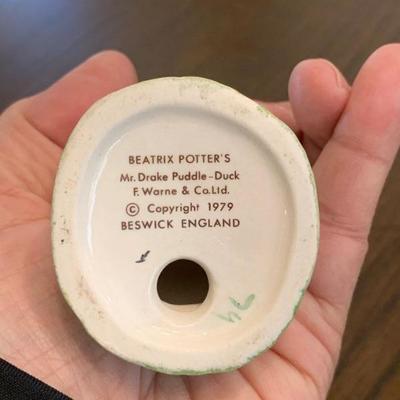 BEATRIX POTTER'S
Mr. Drake Puddle-Duck
F. Warne & Co. Ltd.
© Copyright 1979
BESWICK ENGLAND